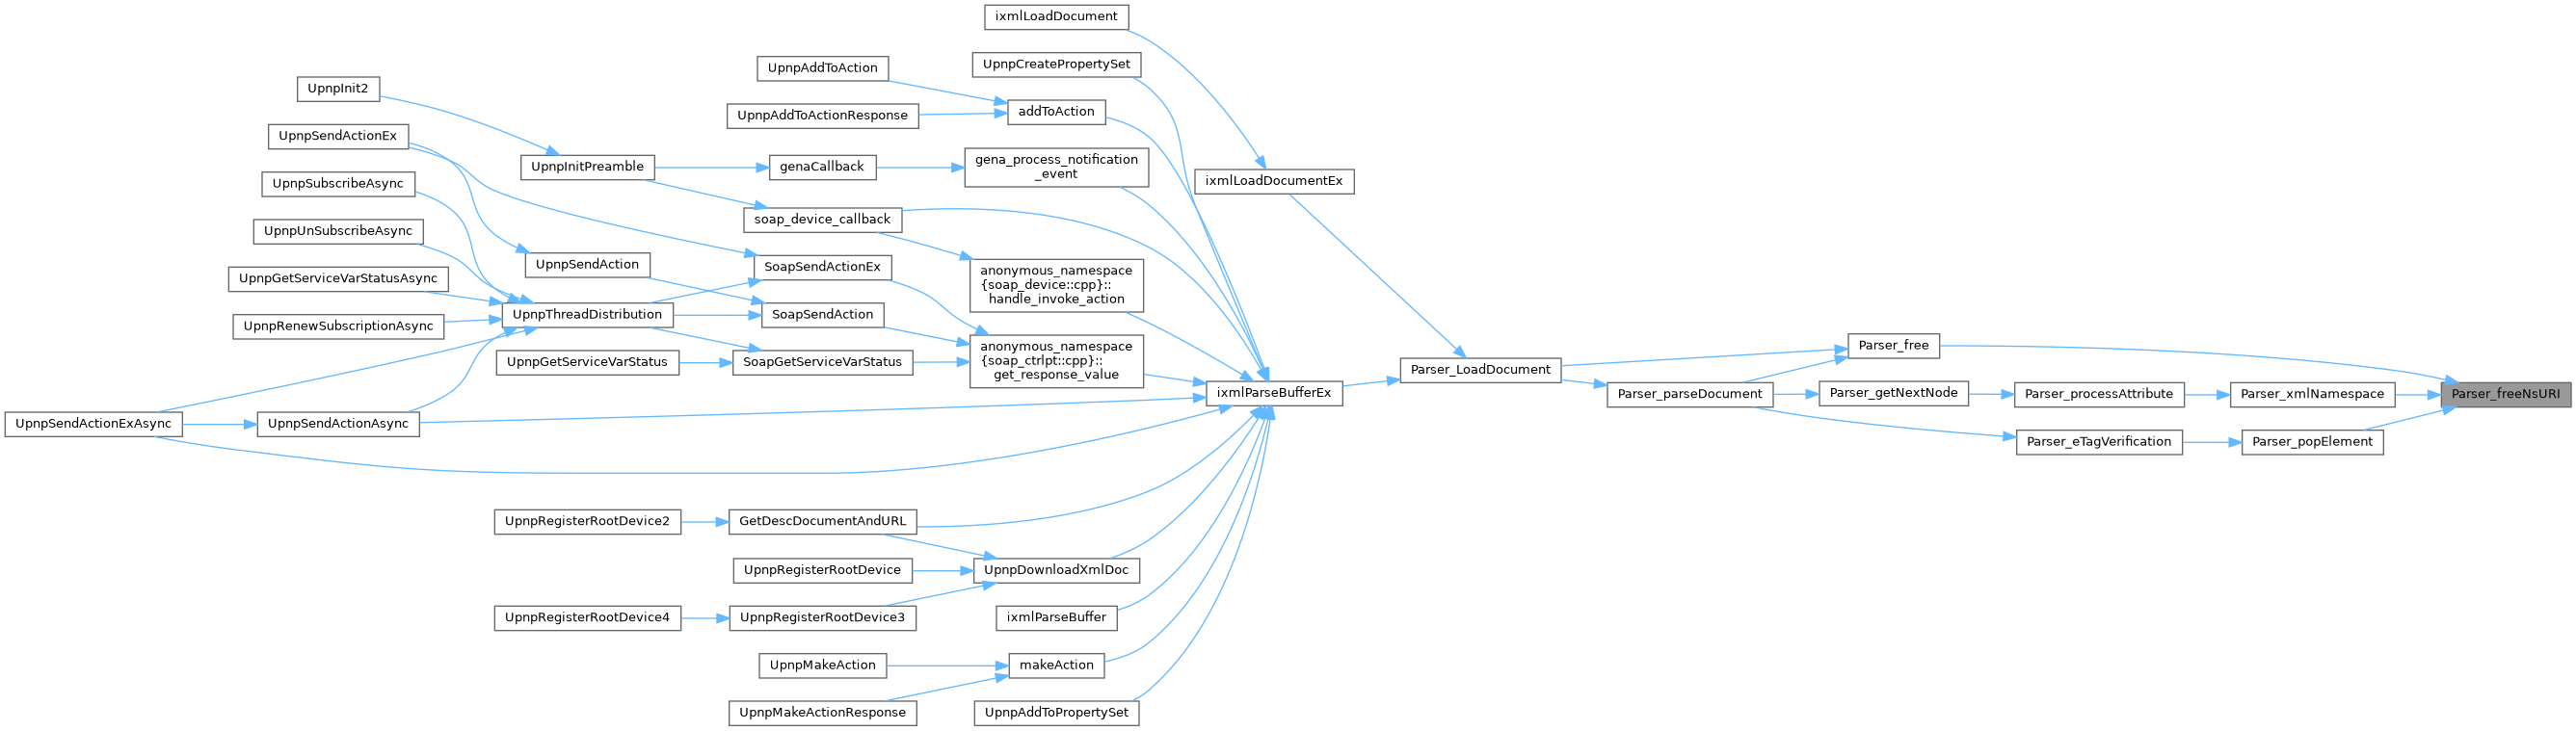 ixmlLoadDocument
UpnpCreatePropertySet
UpnpAddToAction
UpnpInit2
addToAction
UpnpAddToActionResponse
UpnpSendActionEx
gena_process_notification
_event
UpnpInitPreamble
genaCallback
ixmlLoadDocumentEx
UpnpSubscribeAsync
soap_device_callback
UpnpUnSubscribeAsync
UpnpSendAction
SoapSendActionEx
anonymous_namespace
{soap_device::cpp}::
handle_invoke_action
UpnpGetServiceVarStatusAsync
UpnpThreadDistribution
SoapSendAction
UpnpRenewSubscriptionAsync
anonymous_namespace
{soap_ctrlpt::cpp}::
get_response_value
UpnpGetServiceVarStatus
SoapGetServiceVarStatus
Parser_free
Parser_LoadDocument
ixmlParseBufferEx
Parser_parseDocument
Parser_getNextNode
Parser_processAttribute
Parser_xmlNamespace
Parser_freeNsURI
UpnpSendActionExAsync
UpnpSendActionAsync
Parser_eTagVerification
Parser_popElement
UpnpRegisterRootDevice2
GetDescDocumentAndURL
UpnpRegisterRootDevice
UpnpDownloadXmlDoc
UpnpRegisterRootDevice4
UpnpRegisterRootDevice3
ixmlParseBuffer
UpnpMakeAction
makeAction
UpnpMakeActionResponse
UpnpAddToPropertySet